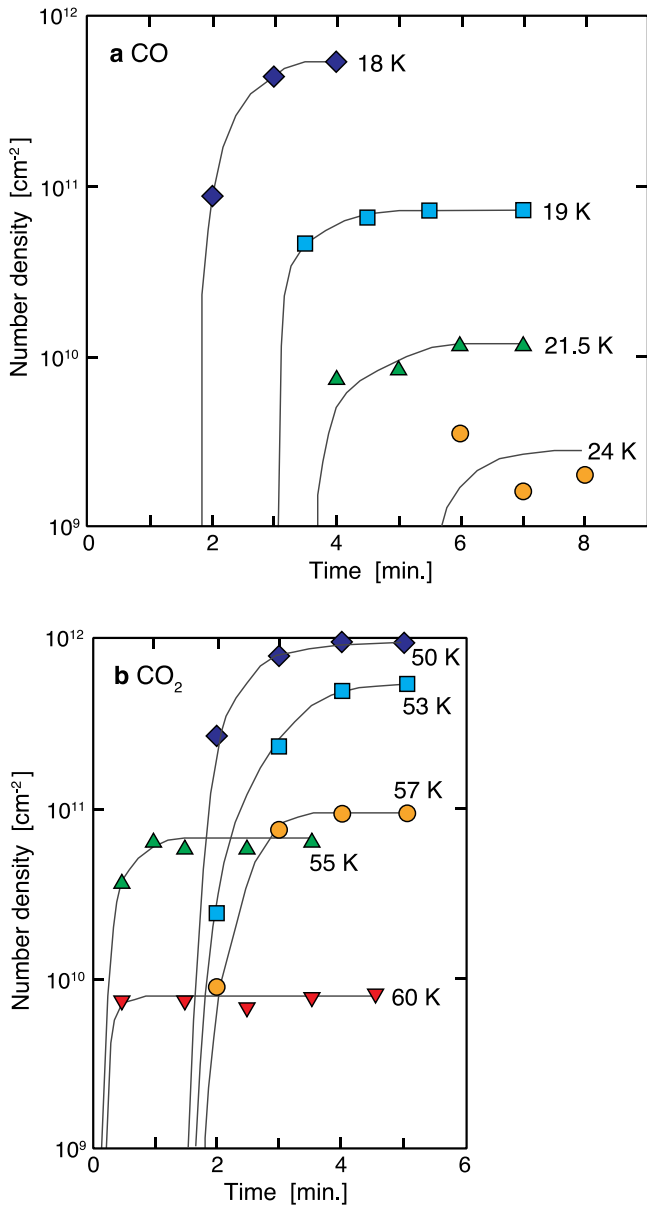 10¹²
a CO
18 K
10¹¹
19 K
Number density [cm⁻²]
10¹⁰
21.5 K
24 K
10⁹
0 2 4 6 8
Time [min.]
10¹²
b CO₂
50 K
53 K
57 K
10¹¹
55 K
Number density [cm⁻²]
10¹⁰
60 K
10⁹
0 2 4 6
Time [min.]